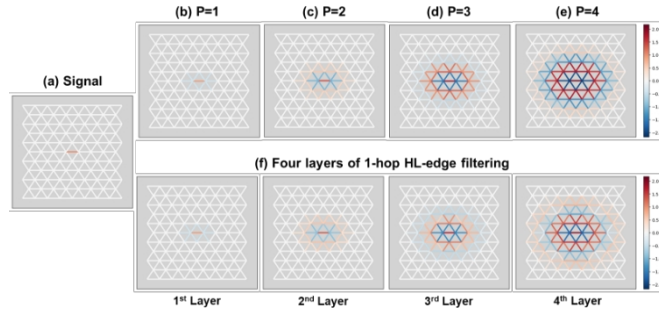 (b) P=1
(c) P=2
(d) P=3
(e) P=4
(a) Signal
(f) Four layers of 1-hop HL-edge filtering
1st Layer
2nd Layer
3rd Layer
4th Layer